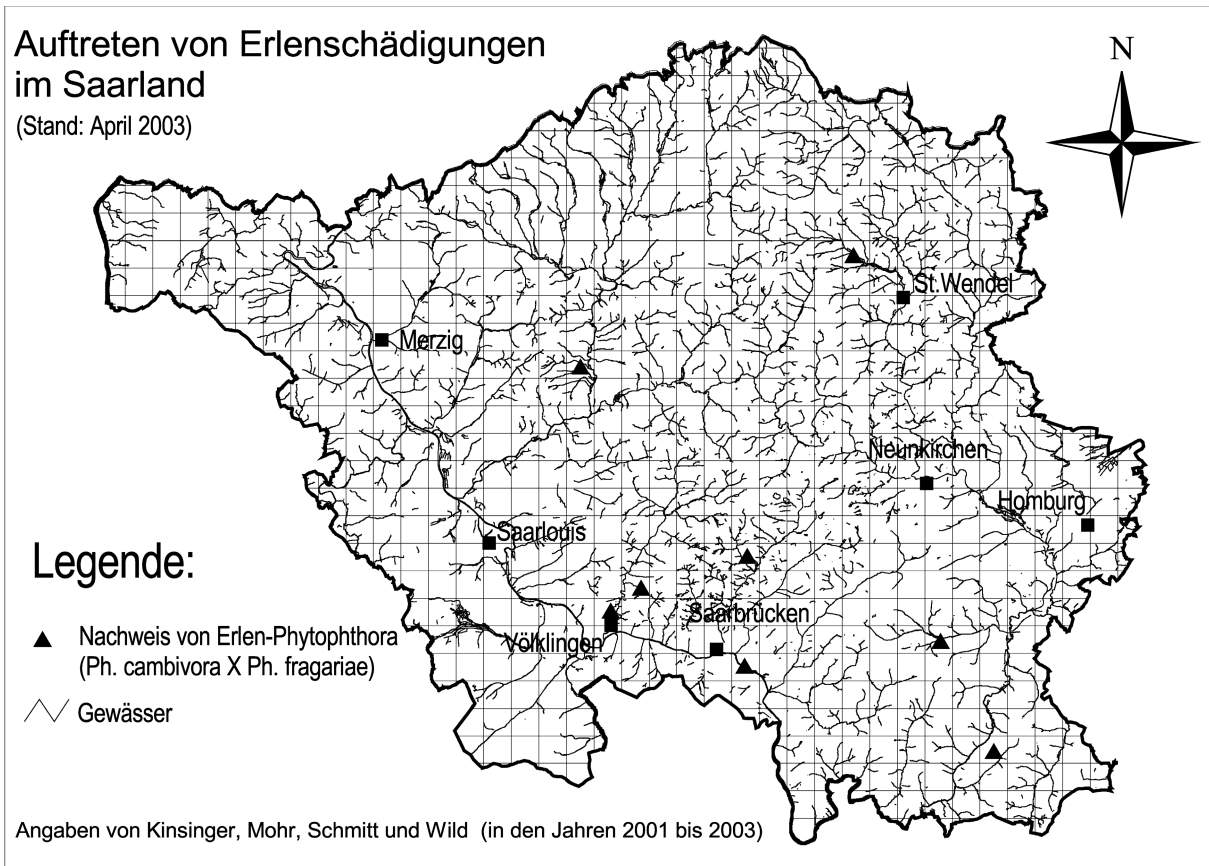 Auftreten von Erlenschädigungen
im Saarland
(Stand: April 2003)
N
St.Wendel
Merzig
Neunkirchen
Homburg
Saarlouis
Saarbrücken
Völklingen
Legende:
Nachweis von Erlen-Phytophthora
(Ph. cambivora X Ph. fragariae)
Gewässer
Angaben von Kinsinger, Mohr, Schmitt und Wild (in den Jahren 2001 bis 2003)